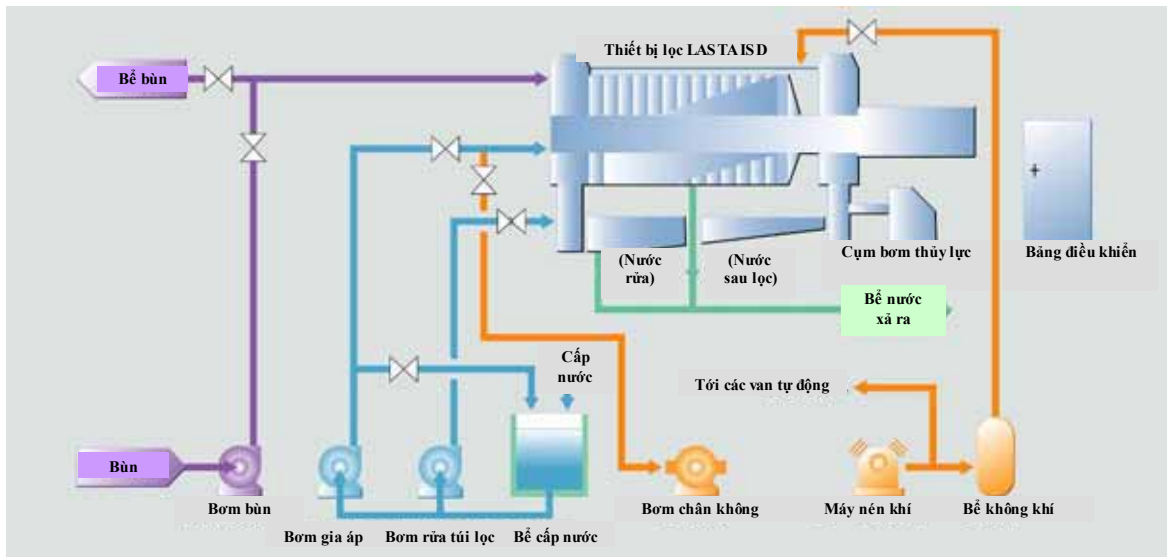 Thiết bị lọc LASTA ISD
Bể bùn
(Nước
rửa)
(Nước
sau lọc)
Cụm bơm thủy lực
Bảng điều khiển
Bể nước
xả ra
Cấp
nước
Tới các van tự động
Bùn
Bơm bùn
Bơm gia áp
Bơm rửa túi lọc
Bể cấp nước
Bơm chân không
Máy nén khí
Bể không khí